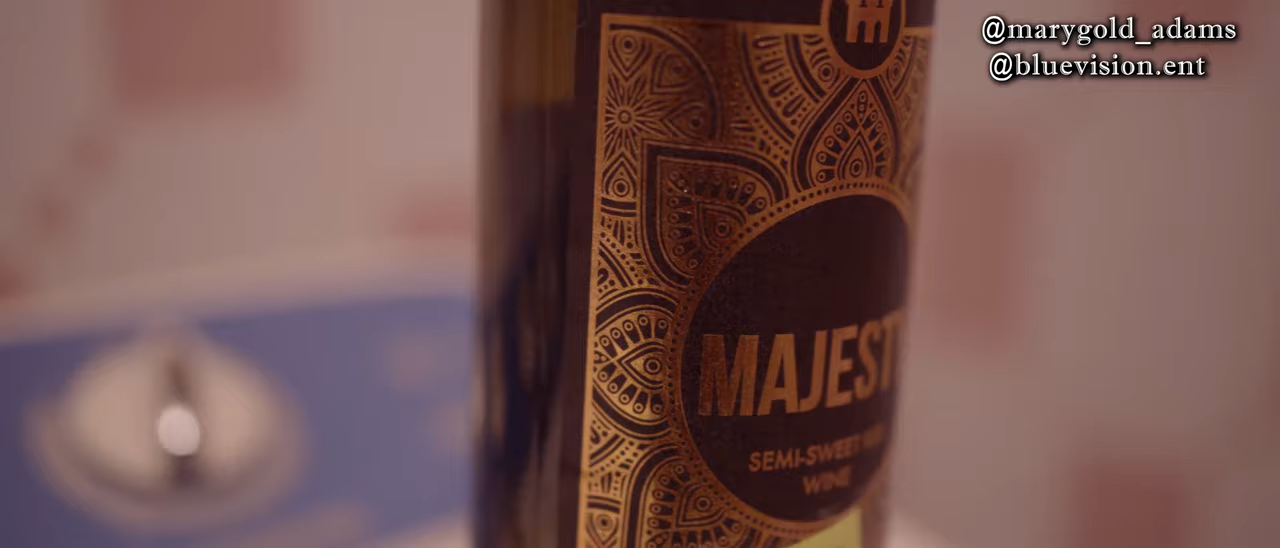 @marygold_adams
@bluevision.ent
MAJEST
SEMI-SWEET
WINE